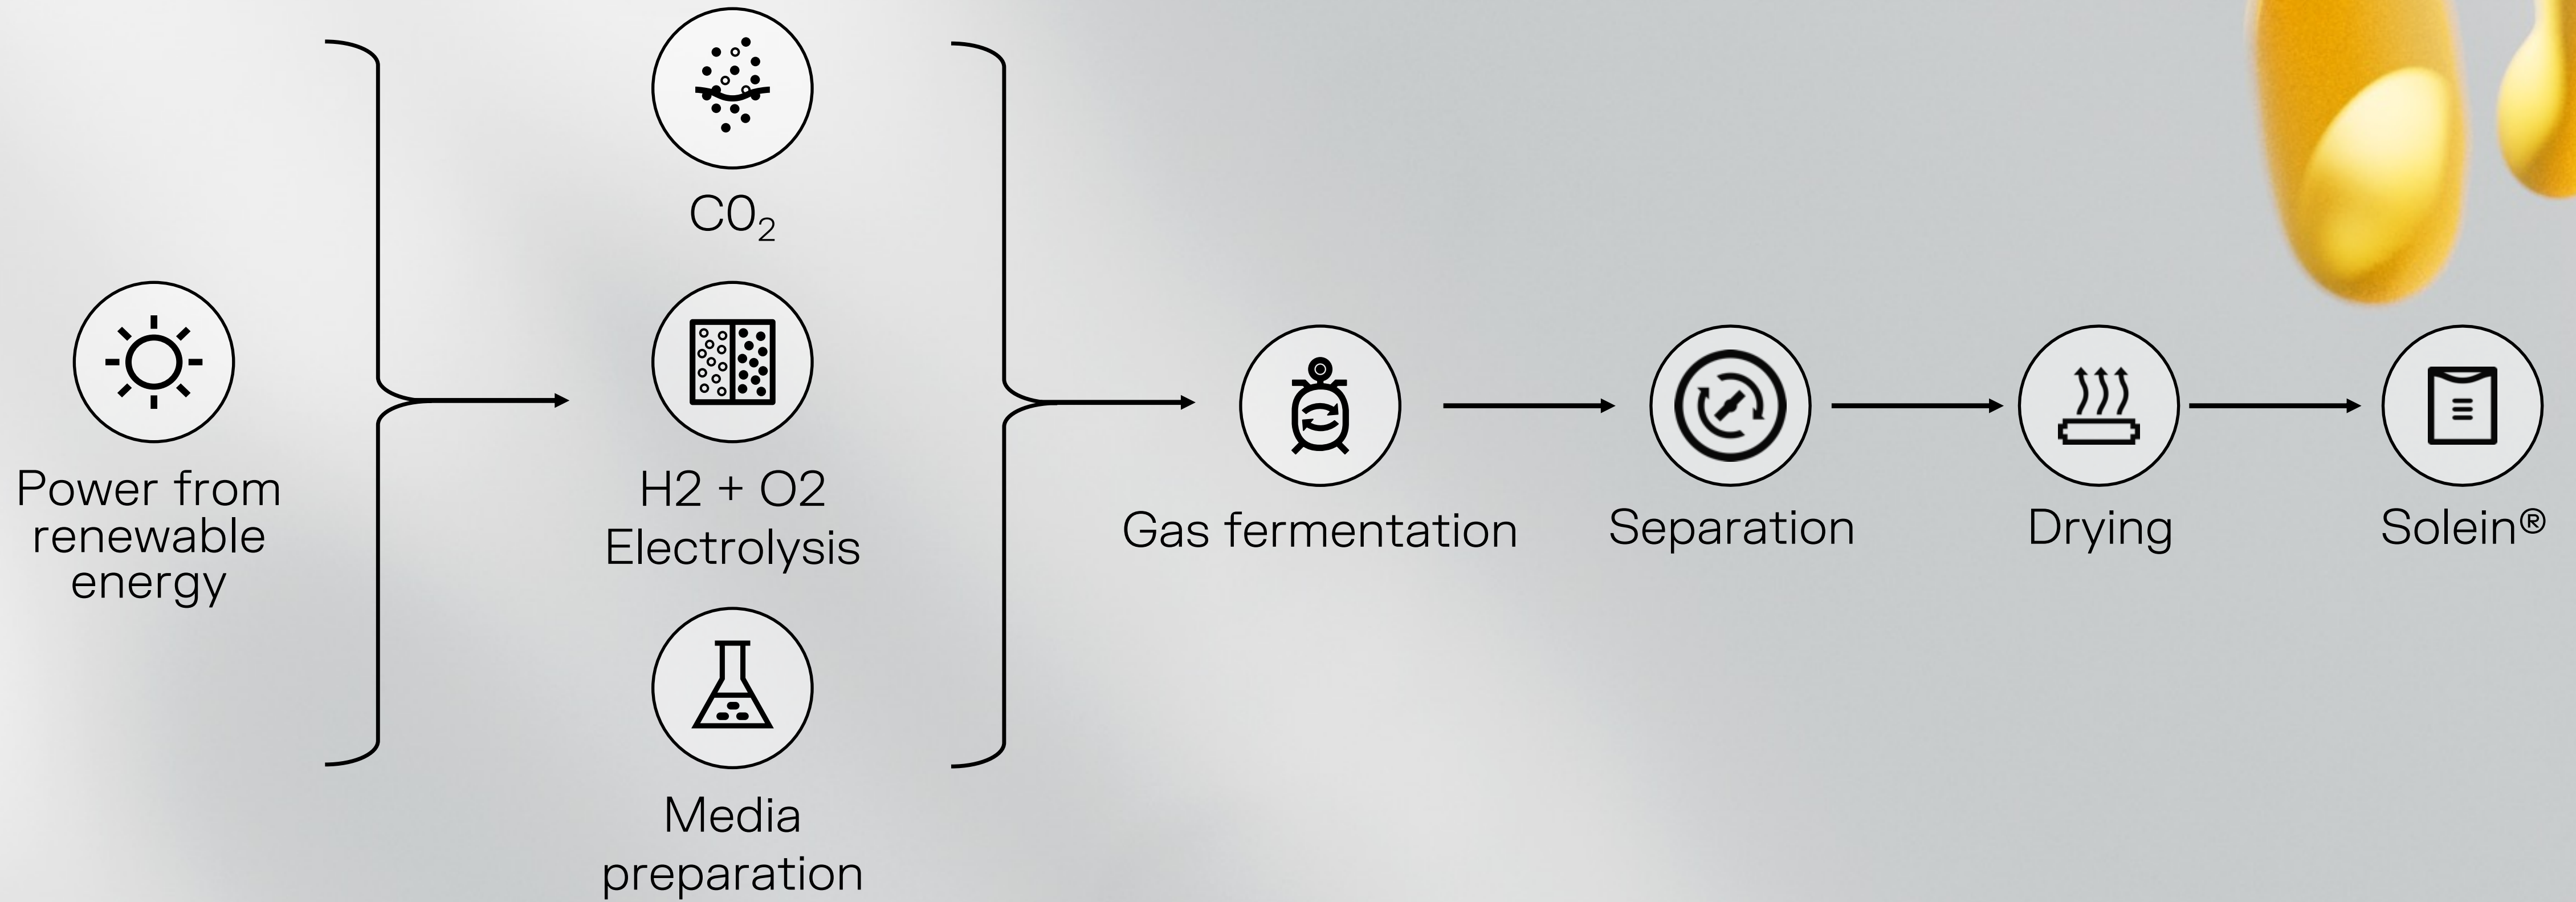 Power from
renewable
energy
C0₂
H2 + O2
Electrolysis
Media
preparation
Gas fermentation
Separation
Drying
Solein®